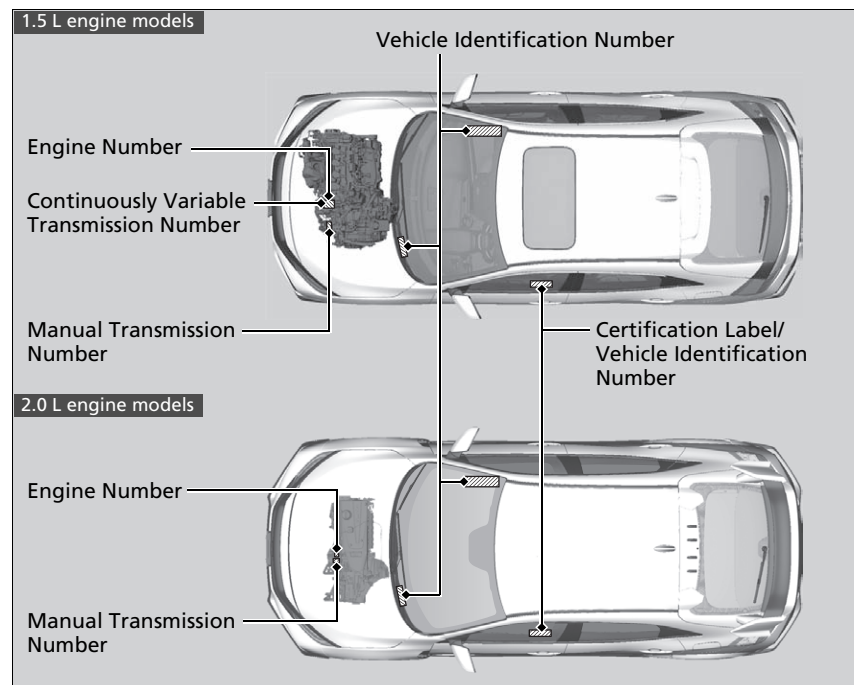 1.5 L engine models
Vehicle Identification Number
Engine Number
Continuously Variable
Transmission Number
Manual Transmission
Number
Certification Label/
Vehicle Identification
Number
2.0 L engine models
Engine Number
Manual Transmission
Number